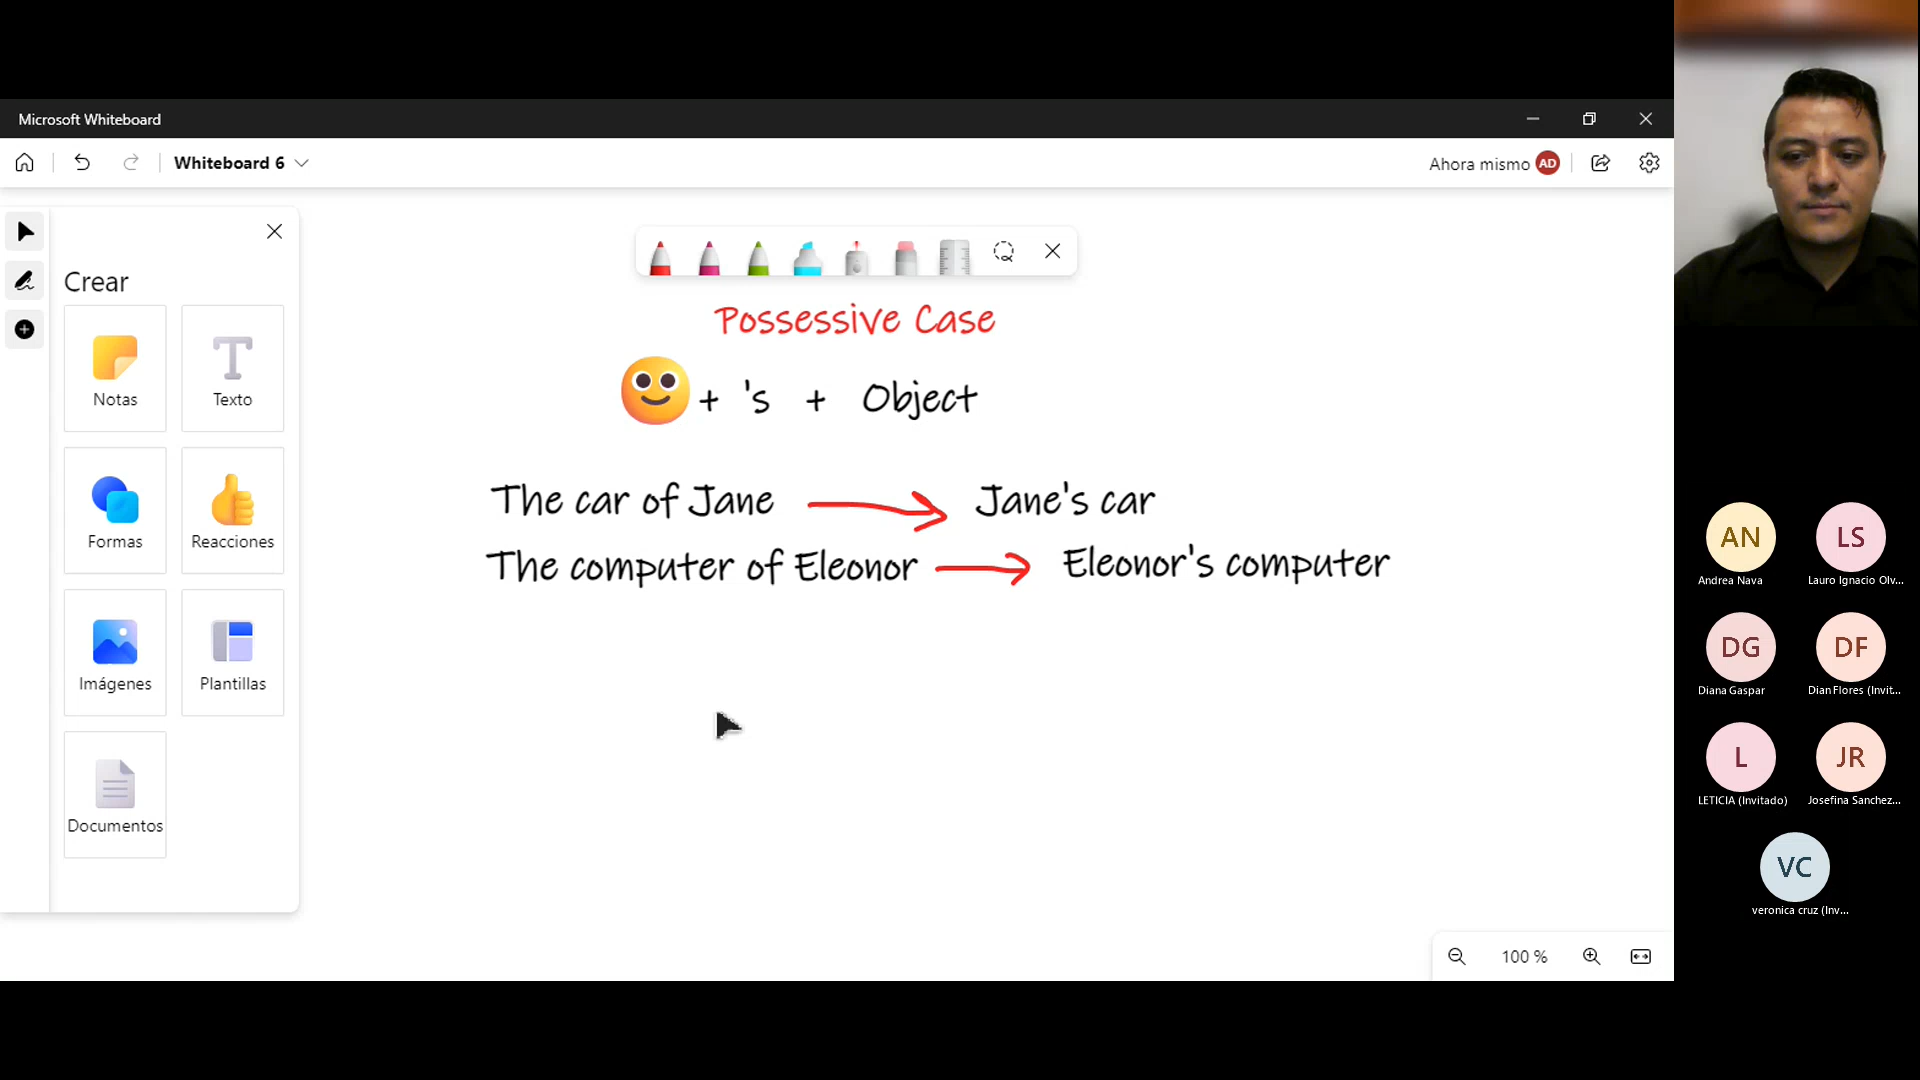 Microsoft Whiteboard
Whiteboard 6
Ahora mismo AD
Crear
Notas
Texto
Formas
Reacciones
Imágenes
Plantillas
Documentos
Possessive Case
+ 's + Object
The car of Jane
Jane's car
The computer of Eleonor
Eleonor's computer
100 %
AN
Andrea Nava
LS
Lauro Ignacio Olv...
DG
Diana Gaspar
DF
Dian Flores (Invit...
L
LETICIA (Invitado)
JR
Josefina Sanchez...
VC
veronica cruz (Inv...